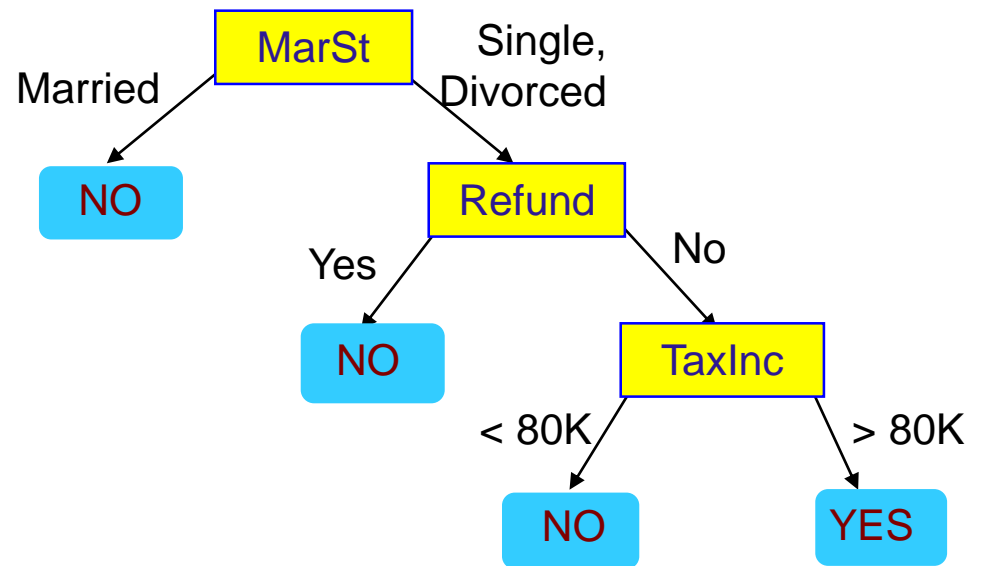 MarSt
Single,
Divorced
Married
NO
Refund
Yes
No
NO
TaxInc
< 80K
> 80K
NO
YES